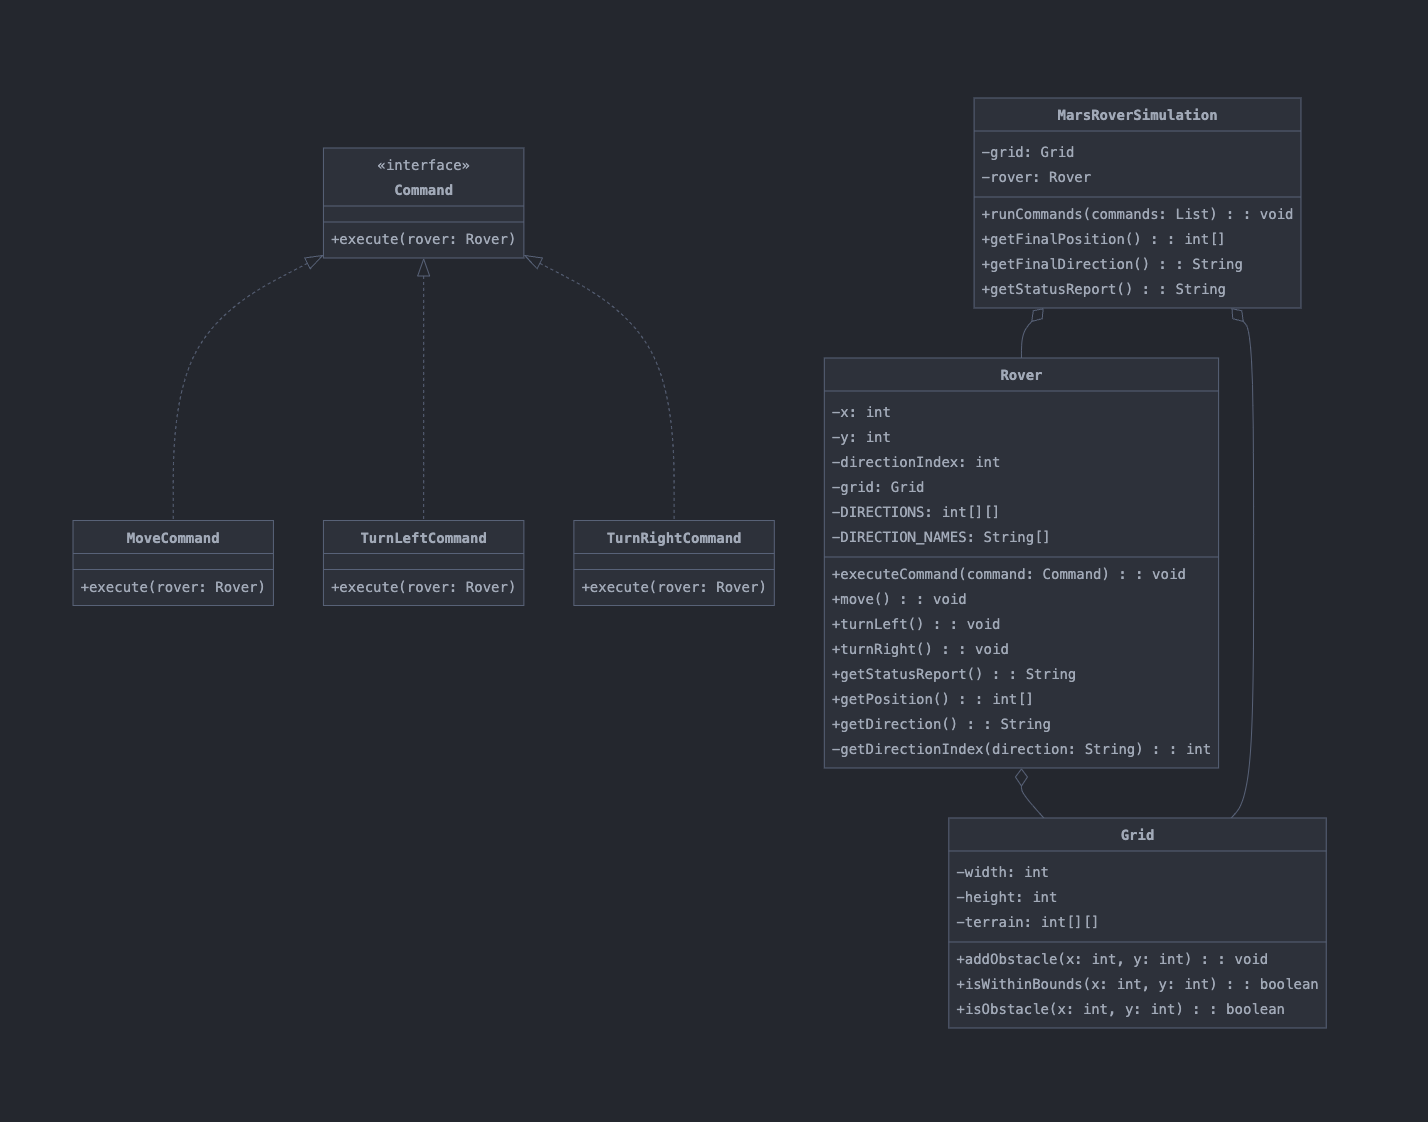 «interface»
Command
+execute(rover: Rover)
MoveCommand
+execute(rover: Rover)
TurnLeftCommand
+execute(rover: Rover)
TurnRightCommand
+execute(rover: Rover)
MarsRoverSimulation
-grid: Grid
-rover: Rover
+runCommands(commands: List) : : void
+getFinalPosition() : : int[]
+getFinalDirection() : : String
+getStatusReport() : : String
Rover
-x: int
-y: int
-directionIndex: int
-grid: Grid
-DIRECTIONS: int[][]
-DIRECTION_NAMES: String[]
+executeCommand(command: Command) : : void
+move() : : void
+turnLeft() : : void
+turnRight() : : void
+getStatusReport() : : String
+getPosition() : : int[]
+getDirection() : : String
-getDirectionIndex(direction: String) : : int
Grid
-width: int
-height: int
-terrain: int[][]
+addObstacle(x: int, y: int) : : void
+isWithinBounds(x: int, y: int) : : boolean
+isObstacle(x: int, y: int) : : boolean